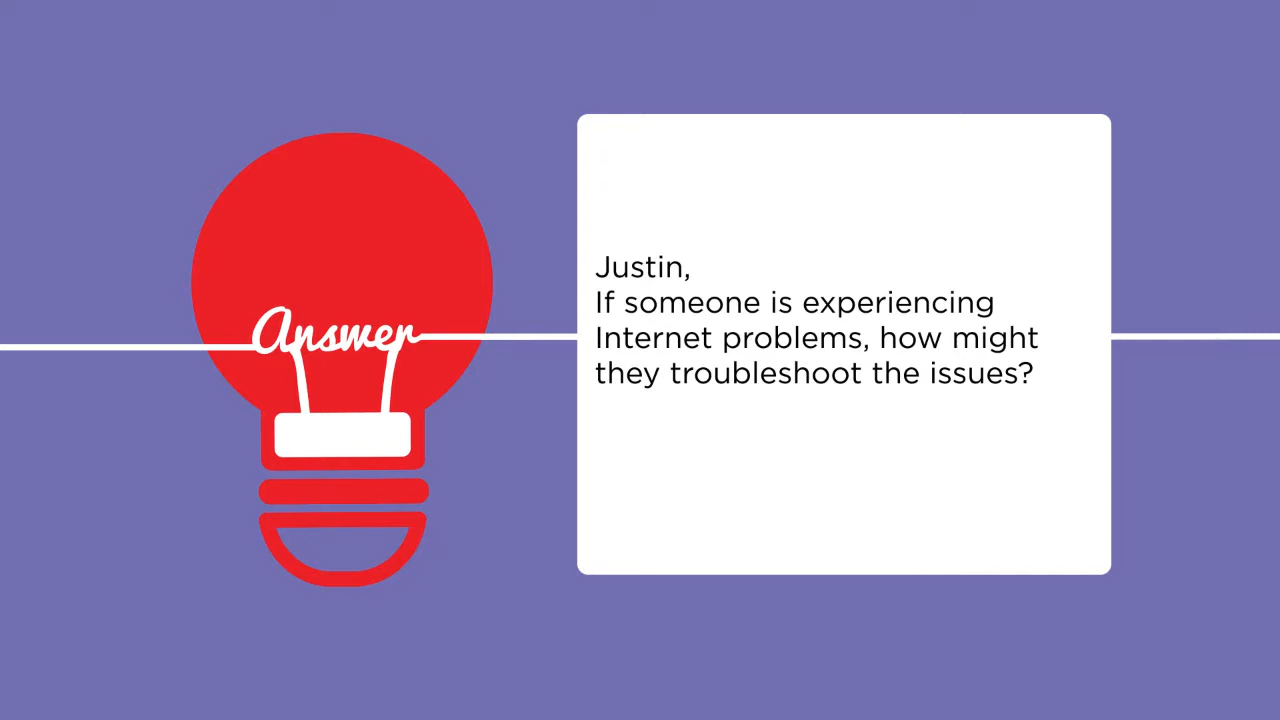 Answer
Justin,
If someone is experiencing
Internet problems, how might
they troubleshoot the issues?